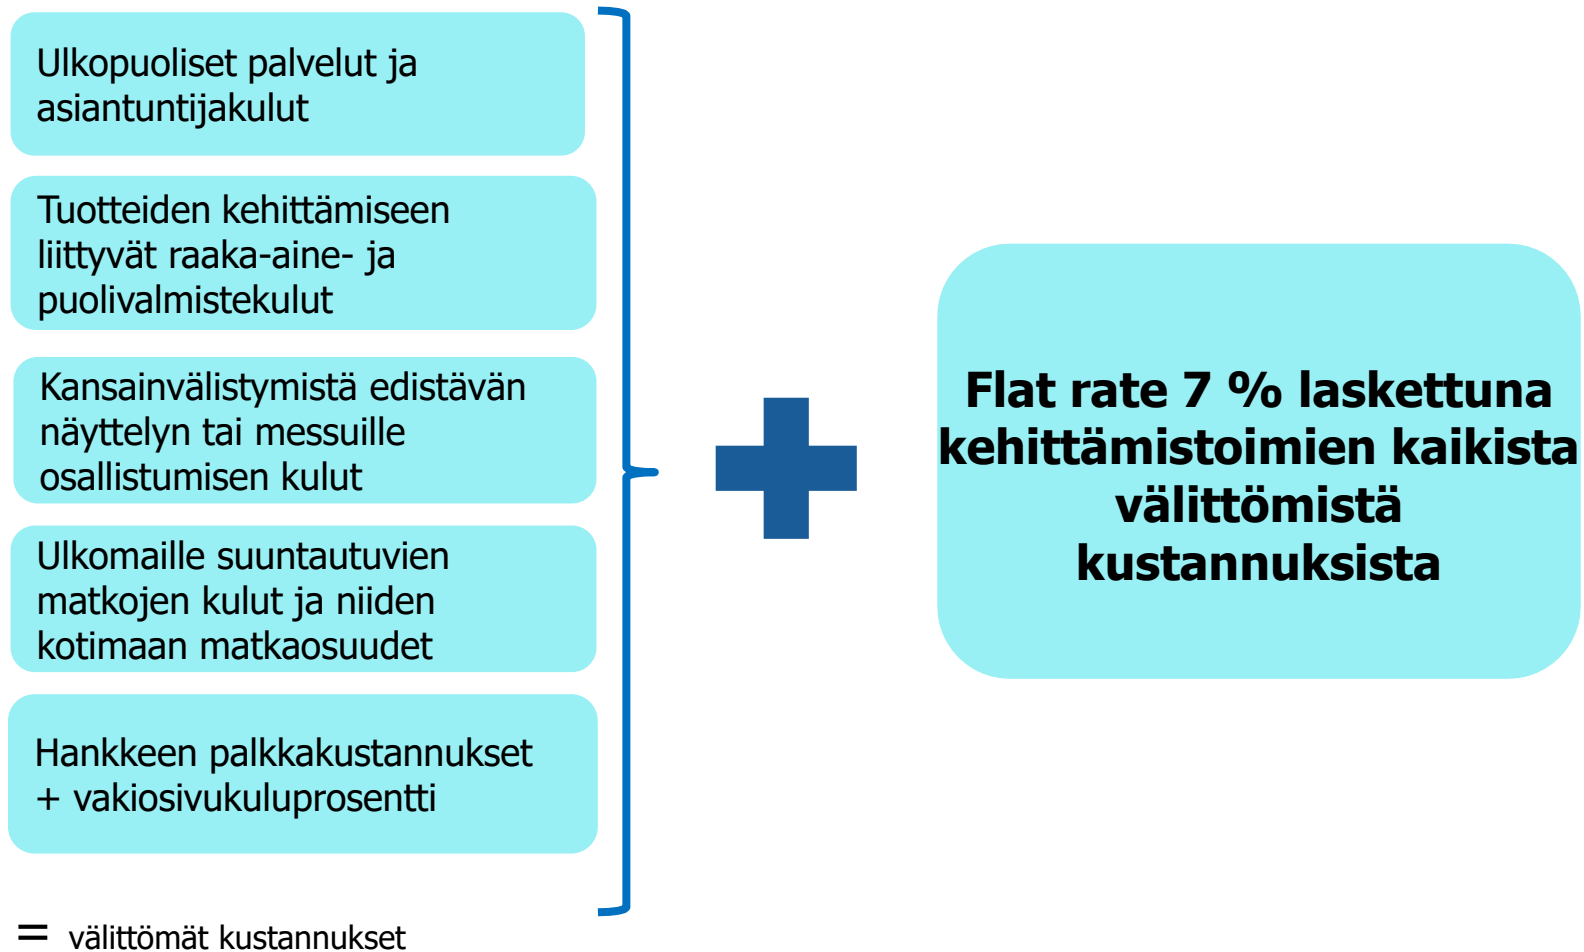 Ulkopuoliset palvelut ja
asiantuntijakulut
Tuotteiden kehittämiseen
liittyvät raaka-aine- ja
puolivalmistekulut
Kansainvälistymistä edistävän
näyttelyn tai messuille
osallistumisen kulut
Ulkomaille suuntautuvien
matkojen kulut ja niiden
kotimaan matkaosuudet
Hankkeen palkkakustannukset
+ vakiosivukuluprosentti
= välittömät kustannukset
Flat rate 7 % laskettuna
kehittämistoimien kaikista
välittömistä
kustannuksista